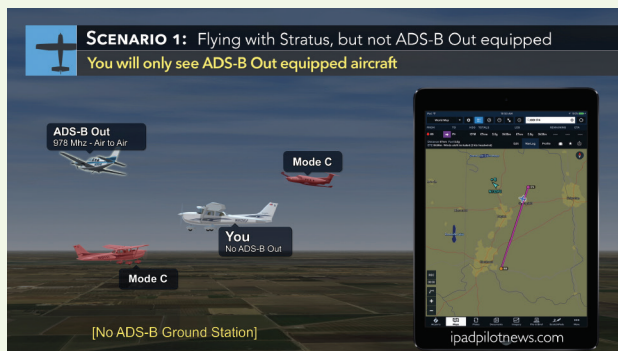 SCENARIO 1: Flying with Stratus, but not ADS-B Out equipped
You will only see ADS-B Out equipped aircraft
ADS-B Out
978 Mhz - Air to Air
Mode C
You
No ADS-B Out
Mode C
[No ADS-B Ground Station]
ipadpilotnews.com